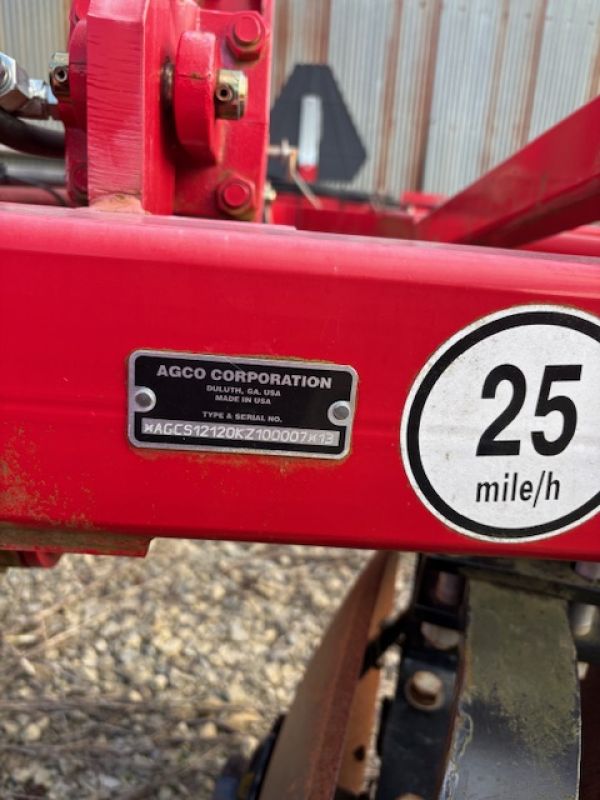 AGCO CORPORATION
DULUTH, GA. USA
MADE IN USA
TYPE & SERIAL NO.
*AGCS12120KZ100007*13
25
mile/h